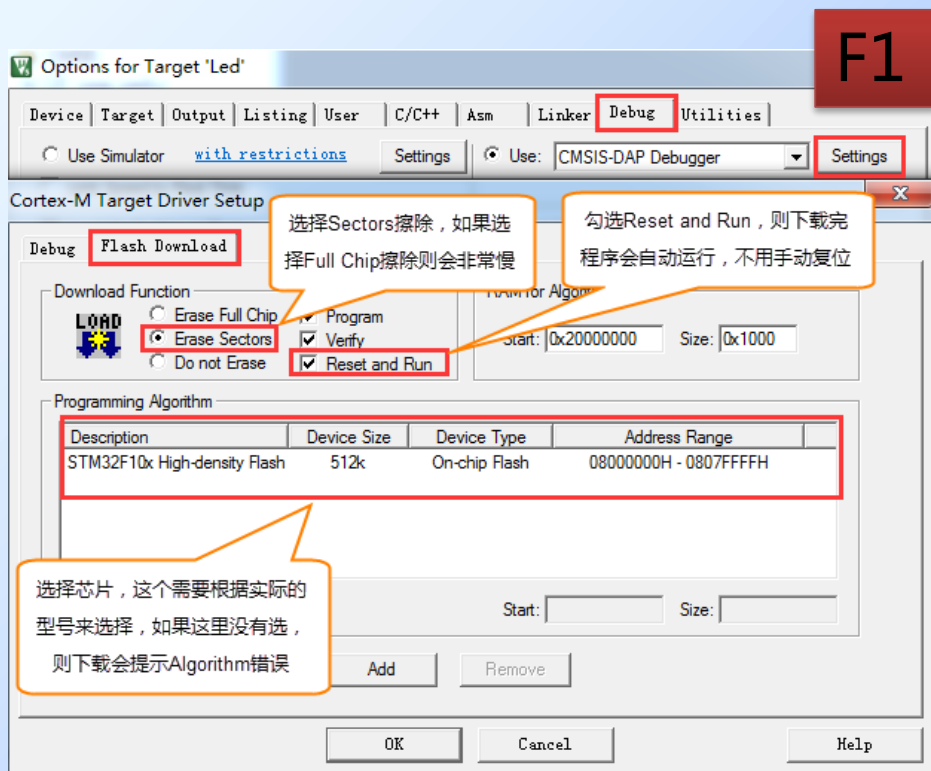 F1
Options for Target 'Led'
Device Target Output Listing User C/C++ Asm Linker Debug Utilities
Use Simulator with restrictions Settings Use: CMSIS-DAP Debugger Settings
Cortex-M Target Driver Setup
选择Sectors擦除，如果选
择Full Chip擦除则会非常慢
勾选Reset and Run，则下载完
程序会自动运行，不用手动复位
Debug Flash Download
Download Function
LOAD
Erase Full Chip
Erase Sectors
Do not Erase
Program
Verify
Reset and Run
RAM for Algo
Start: 0x20000000 Size: 0x1000
Programming Algorithm
Description Device Size Device Type Address Range
STM32F10x High-density Flash 512k On-chip Flash 08000000H - 0807FFFFH
选择芯片，这个需要根据实际的
型号来选择，如果这里没有选，
则下载会提示Algorithm错误
Start: Size:
Add Remove
OK Cancel Help